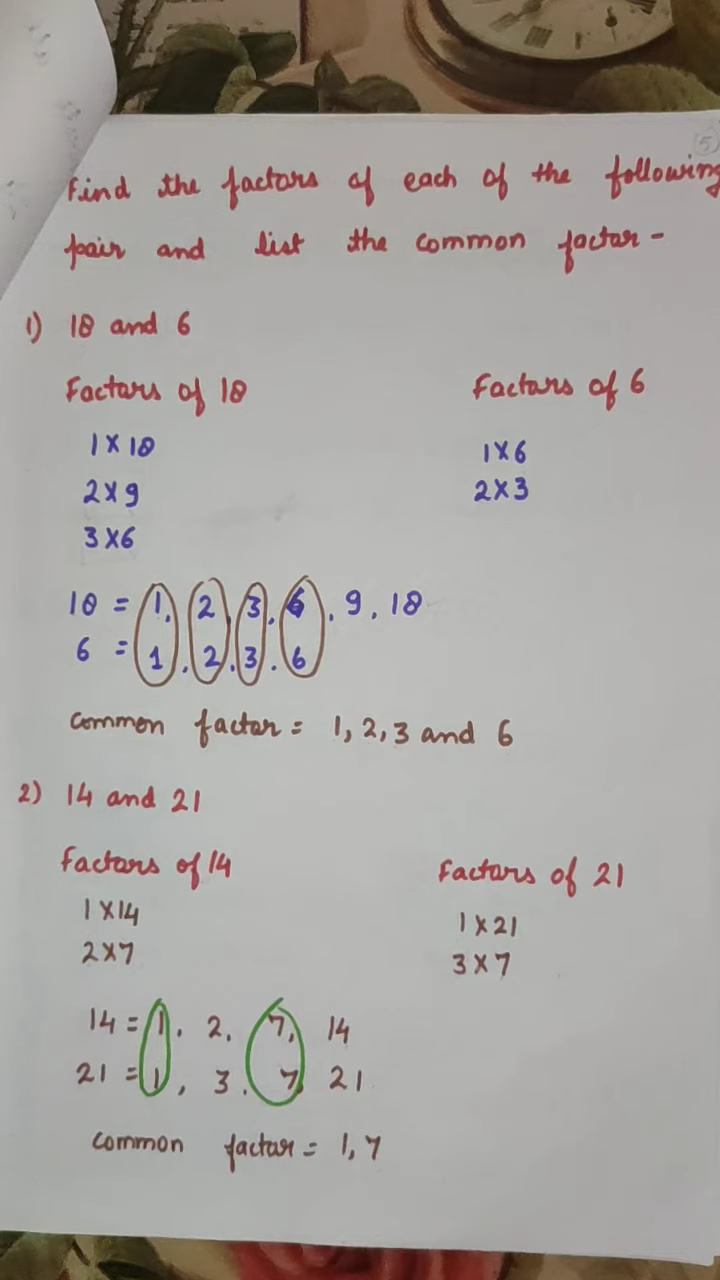 5
Find the factors of each of the following
pair and list the common factor -
1) 18 and 6
Factors of 18 Factors of 6
1 X 18 1 X 6
2 X 9 2 X 3
3 X 6
18 = 1, 2, 3, 6, 9, 18
6 = 1, 2, 3, 6
common factor = 1, 2, 3 and 6
2) 14 and 21
Factors of 14 Factors of 21
1 X 14 1 X 21
2 X 7 3 X 7
14 = 1, 2, 7, 14
21 = 1, 3, 7, 21
common factor = 1, 7